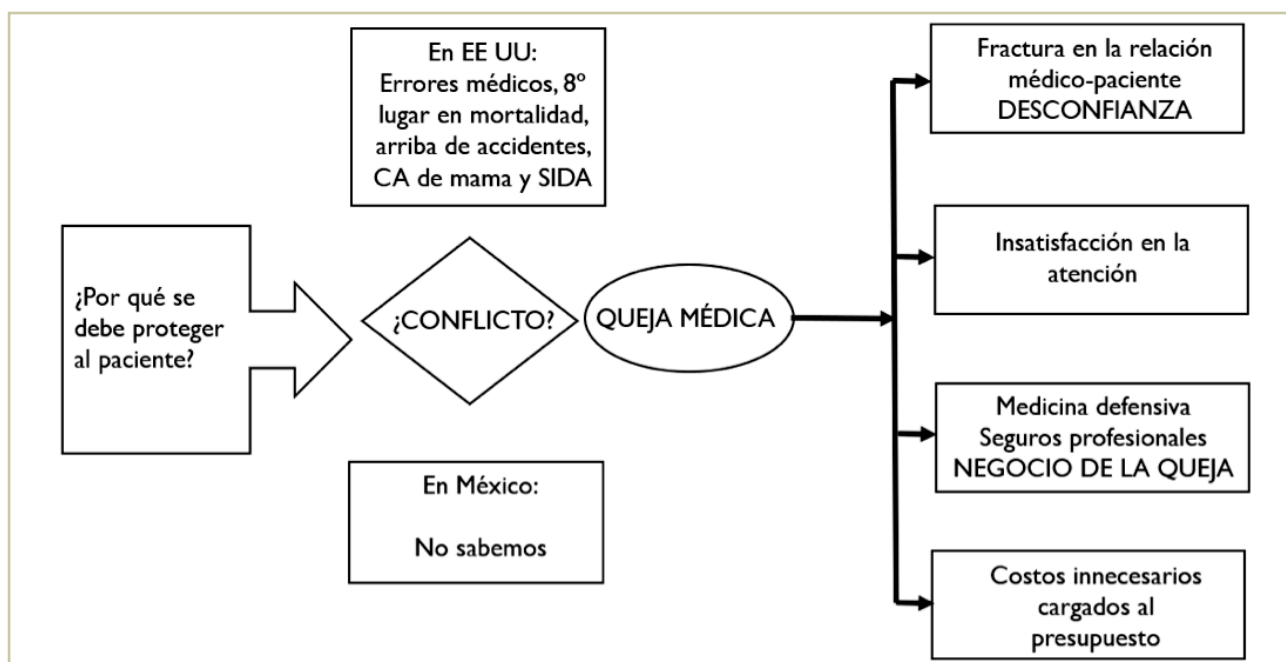 ¿Por qué se
debe proteger
al paciente?
En EE UU:
Errores médicos, 8º
lugar en mortalidad,
arriba de accidentes,
CA de mama y SIDA
¿CONFLICTO?
En México:
No sabemos
QUEJA MÉDICA
Fractura en la relación
médico-paciente
DESCONFIANZA
Insatisfacción en la
atención
Medicina defensiva
Seguros profesionales
NEGOCIO DE LA QUEJA
Costos innecesarios
cargados al
presupuesto